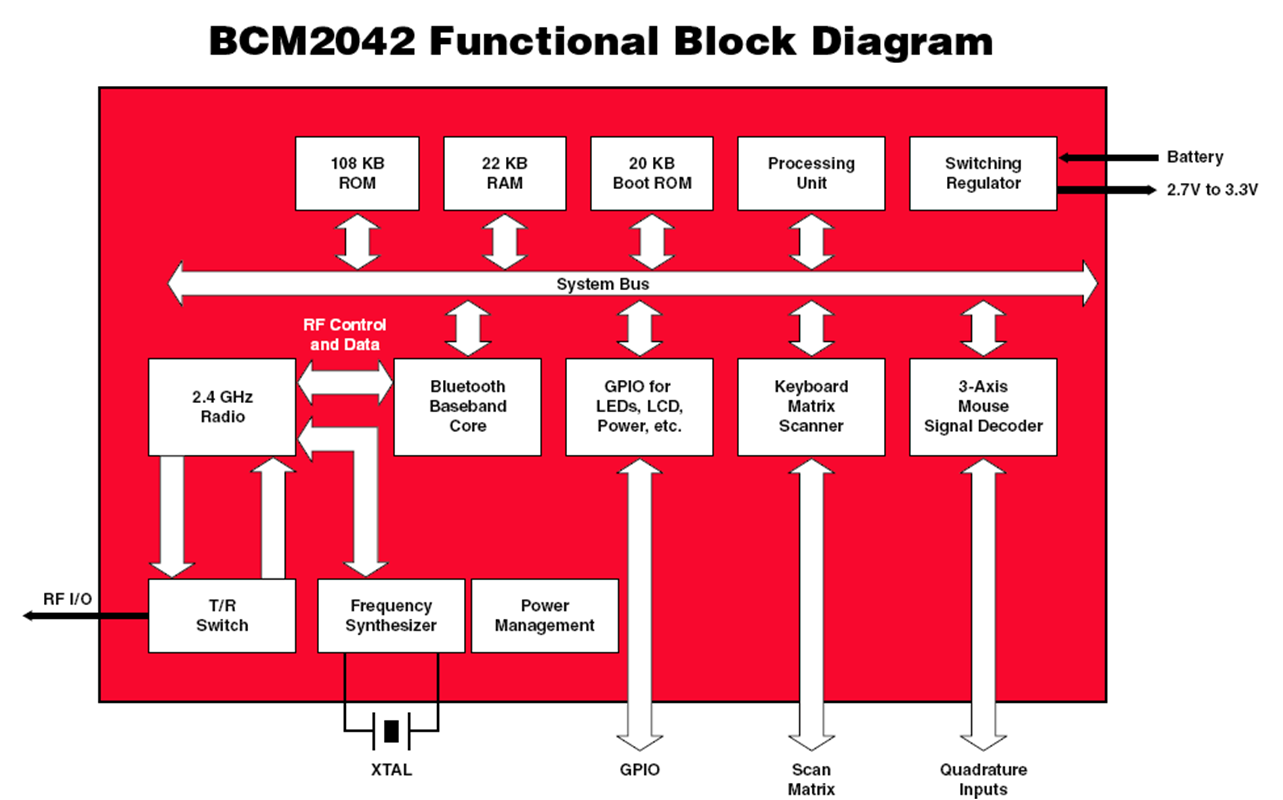 BCM2042 Functional Block Diagram
108 KB
ROM
22 KB
RAM
20 KB
Boot ROM
Processing
Unit
Switching
Regulator
Battery
2.7V to 3.3V
System Bus
RF Control
and Data
2.4 GHz
Radio
Bluetooth
Baseband
Core
GPIO for
LEDs, LCD,
Power, etc.
Keyboard
Matrix
Scanner
3-Axis
Mouse
Signal Decoder
RF I/O
T/R
Switch
Frequency
Synthesizer
Power
Management
XTAL
GPIO
Scan
Matrix
Quadrature
Inputs